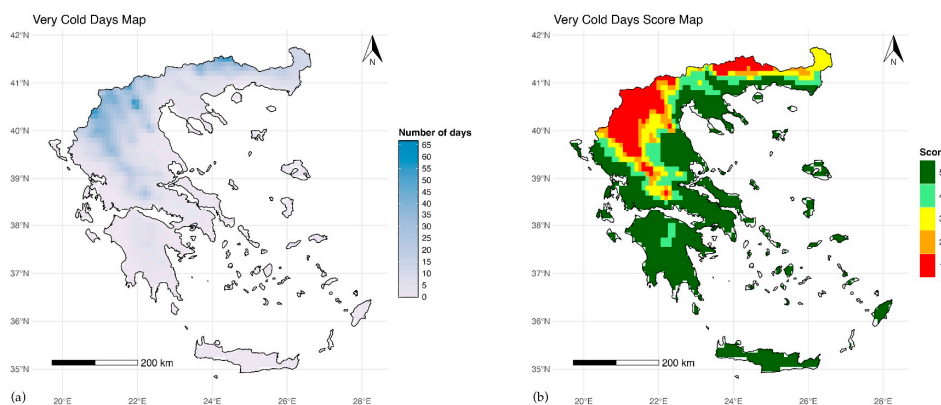 Very Cold Days Map
42°N
41°N
40°N
39°N
38°N
37°N
36°N
35°N
20°E
22°E
24°E
26°E
28°E
N
200 km
Number of days
65
60
55
50
45
40
35
30
25
20
15
10
5
0
(a)
Very Cold Days Score Map
42°N
41°N
40°N
39°N
38°N
37°N
36°N
35°N
20°E
22°E
24°E
26°E
28°E
N
200 km
Scor
(b)